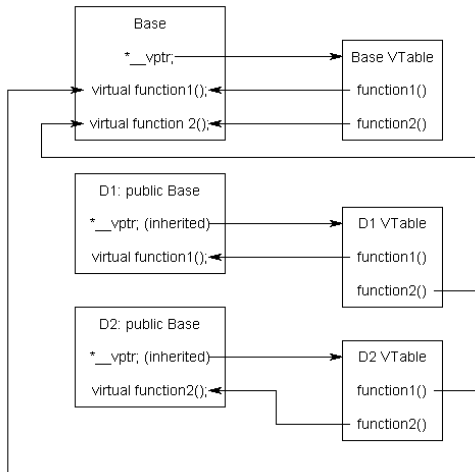 Base
*__vptr;
virtual function1();
virtual function 2();
Base VTable
function1()
function2()
D1: public Base
*__vptr; (inherited)
virtual function1();
D1 VTable
function1()
function2()
D2: public Base
*__vptr; (inherited)
virtual function2();
D2 VTable
function1()
function2()